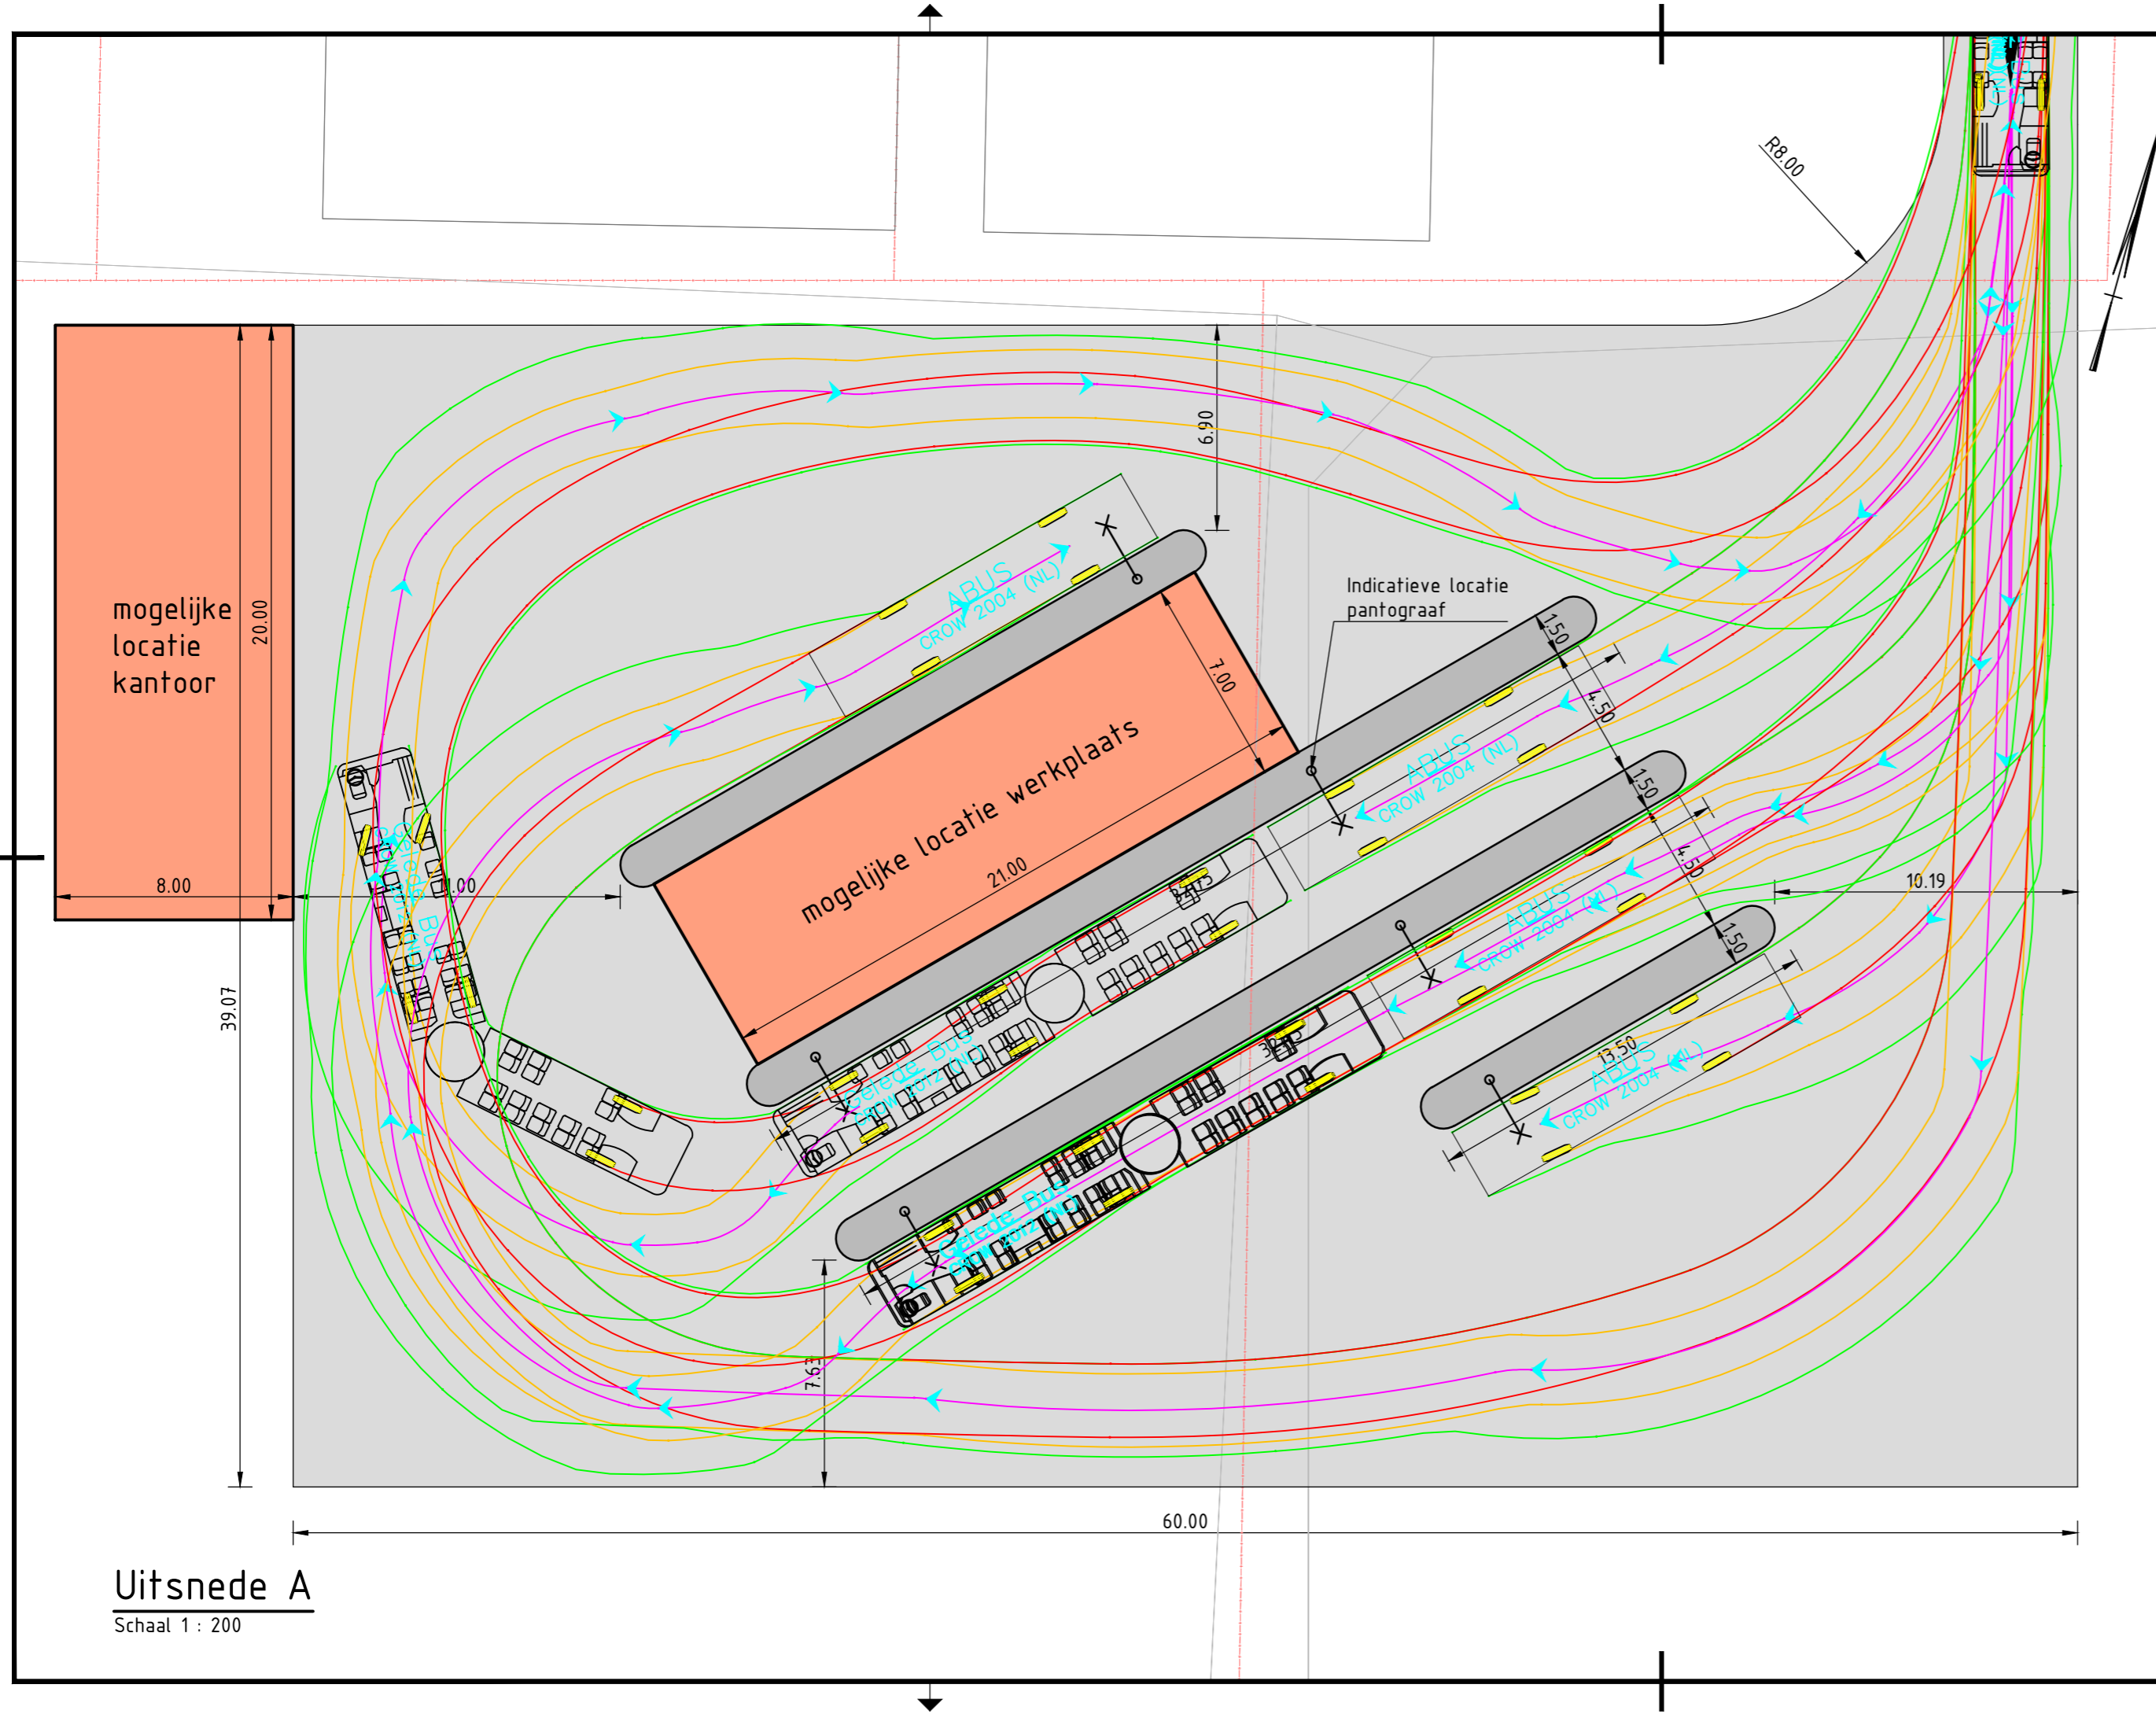 R8.00
6.90
mogelijke
locatie
kantoor
20.00
8.00
39.07
ABUS
CROW 2004 (NL)
Indicatieve locatie
pantograaf
7.00
mogelijke locatie werkplaats
21.00
1,50
4.50
ABUS
CROW 2004 (NL)
1,50
4.50
ABUS
CROW 2004 (NL)
10.19
1,50
13.50
ABUS
CROW 2004 (NL)
Gelede Bus
Gelede Bus
CROW 2012 (NL)
Gelede Bus
CROW 2012 (NL)
7.63
60.00
Uitsnede A
Schaal 1 : 200